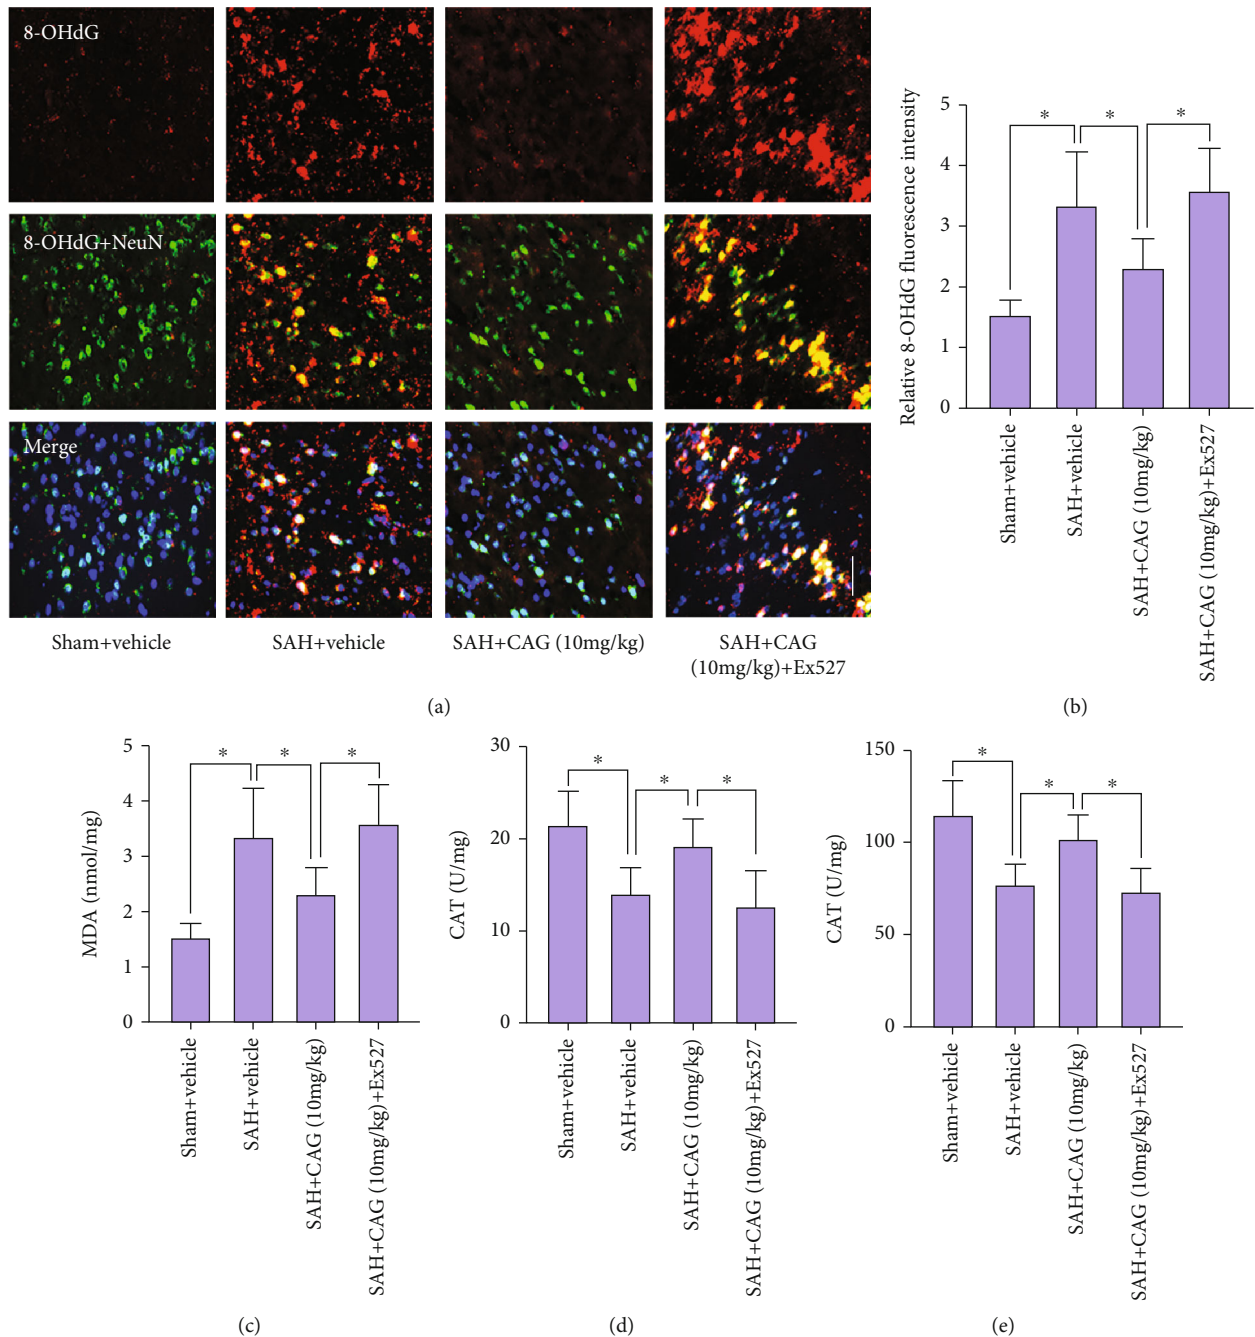 8-OHdG
8-OHdG+NeuN
Merge
Sham+vehicle
SAH+vehicle
SAH+CAG (10mg/kg)
SAH+CAG
(10mg/kg)+Ex527
(a)
Relative 8-OHdG fluorescence intensity
5
4
3
2
1
0
*
*
*
Sham+vehicle
SAH+vehicle
SAH+CAG (10mg/kg)
SAH+CAG (10mg/kg)+Ex527
(b)
MDA (nmol/mg)
5
4
3
2
1
0
*
*
*
Sham+vehicle
SAH+vehicle
SAH+CAG (10mg/kg)
SAH+CAG (10mg/kg)+Ex527
(c)
CAT (U/mg)
30
20
10
0
*
*
*
Sham+vehicle
SAH+vehicle
SAH+CAG (10mg/kg)
SAH+CAG (10mg/kg)+Ex527
(d)
CAT (U/mg)
150
100
50
0
*
*
*
Sham+vehicle
SAH+vehicle
SAH+CAG (10mg/kg)
SAH+CAG (10mg/kg)+Ex527
(e)